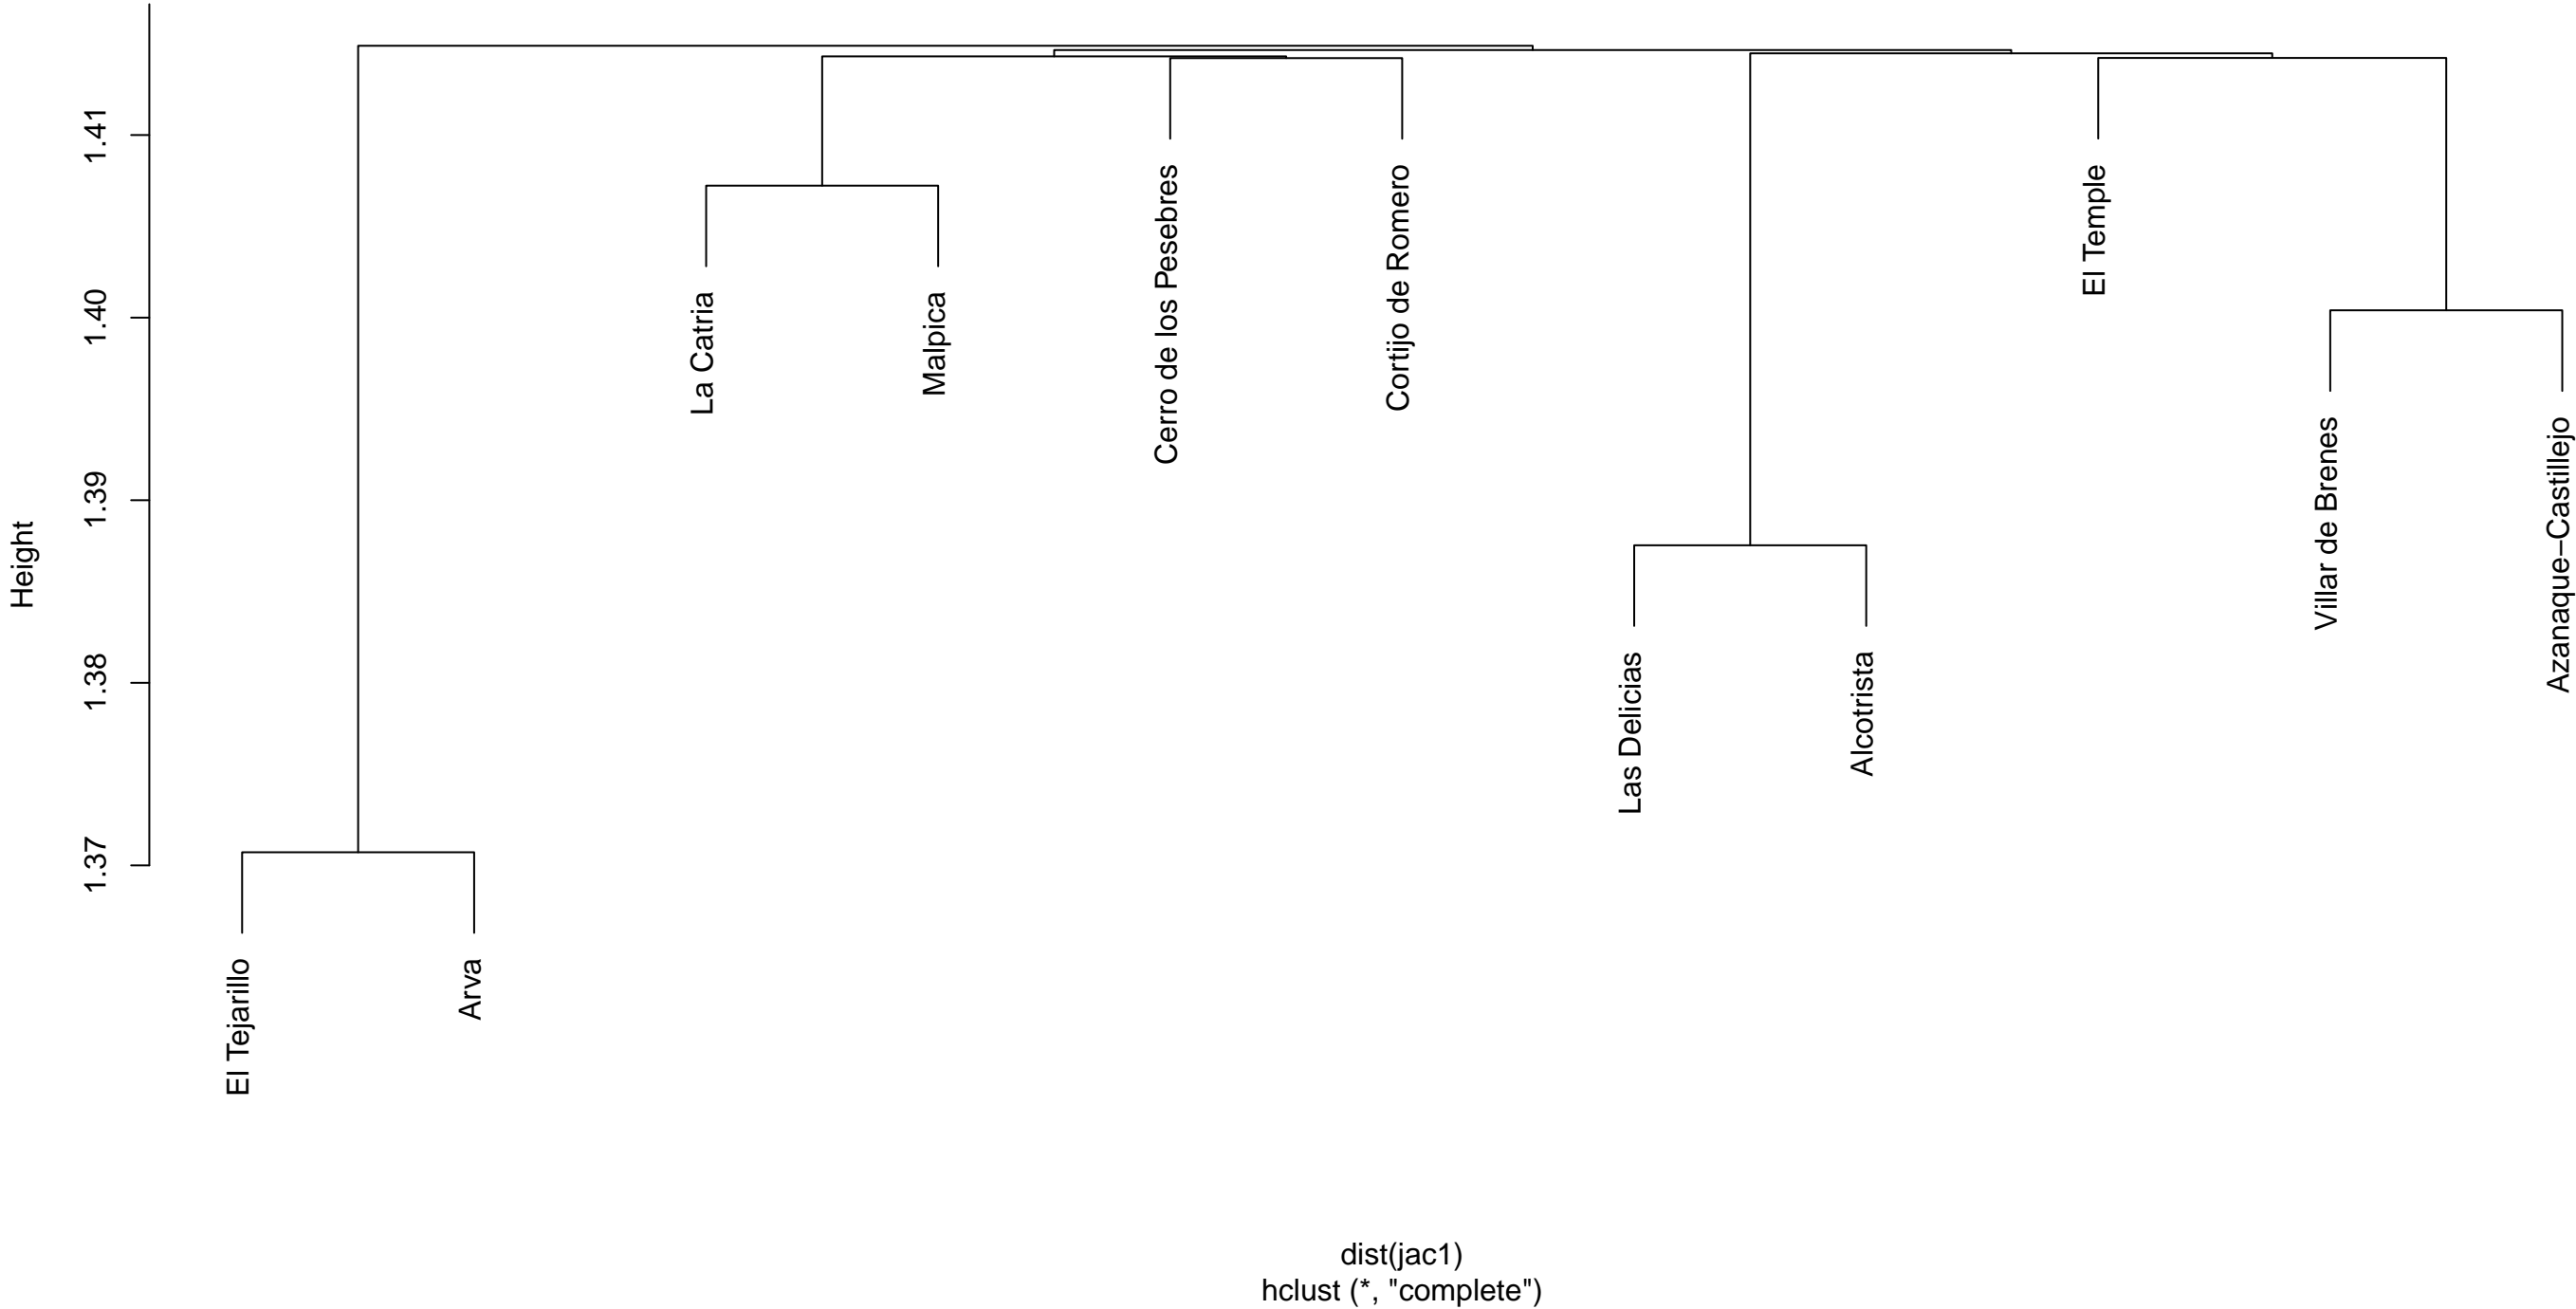 Height
1.41
1.40
1.39
1.38
1.37
El Tejarillo
Arva
La Catria
Malpica
Cerro de los Pesebres
Cortijo de Romero
Las Delicias
Alcotrista
El Temple
Villar de Brenes
Azanaque−Castillejo
dist(jac1)
hclust (*, "complete")